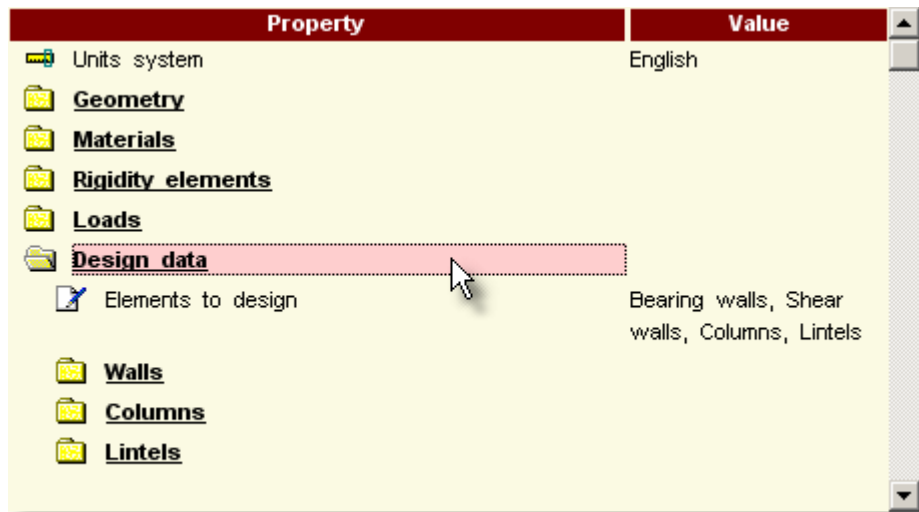 Property Value
Units system English
Geometry
Materials
Rigidity elements
Loads
Design data
Elements to design Bearing walls, Shear
walls, Columns, Lintels
Walls
Columns
Lintels